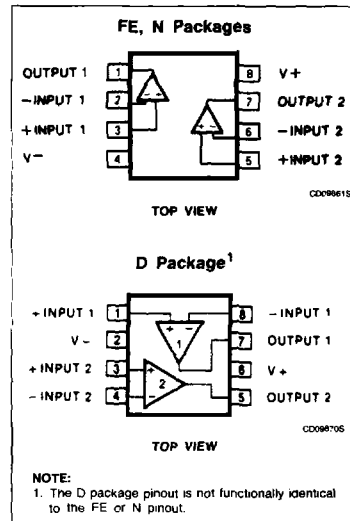 FE, N Packages
OUTPUT 1 1 8 V+
−INPUT 1 2 7 OUTPUT 2
+INPUT 1 3 6 −INPUT 2
V− 4 5 +INPUT 2
− +
+ −
CD09861S
TOP VIEW
D Package1
+INPUT 1 1 8 −INPUT 1
V− 2 7 OUTPUT 1
+INPUT 2 3 6 V+
−INPUT 2 4 5 OUTPUT 2
+ −
1
+
2
−
CD09870S
TOP VIEW
NOTE:
1. The D package pinout is not functionally identical
to the FE or N pinout.